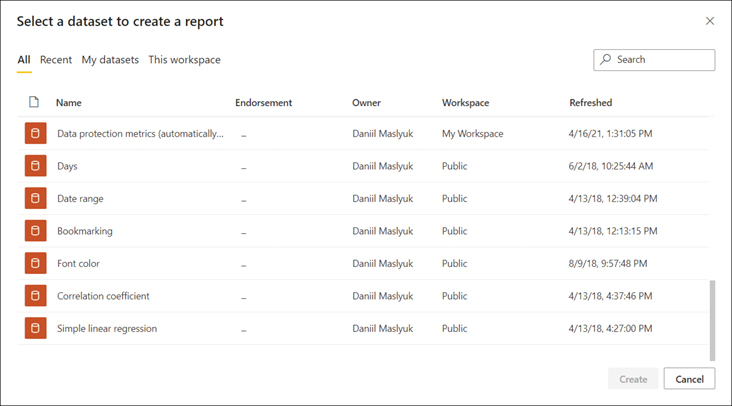 Select a dataset to create a report
All Recent My datasets This workspace Search
Name Endorsement Owner Workspace Refreshed
Data protection metrics (automatically... – Daniil Maslyuk My Workspace 4/16/21, 1:31:05 PM
Days – Daniil Maslyuk Public 6/2/18, 10:25:44 AM
Date range – Daniil Maslyuk Public 4/13/18, 12:39:04 PM
Bookmarking – Daniil Maslyuk Public 4/13/18, 12:13:15 PM
Font color – Daniil Maslyuk Public 8/9/18, 9:57:48 PM
Correlation coefficient – Daniil Maslyuk Public 4/13/18, 4:37:46 PM
Simple linear regression – Daniil Maslyuk Public 4/13/18, 4:27:00 PM
Create Cancel